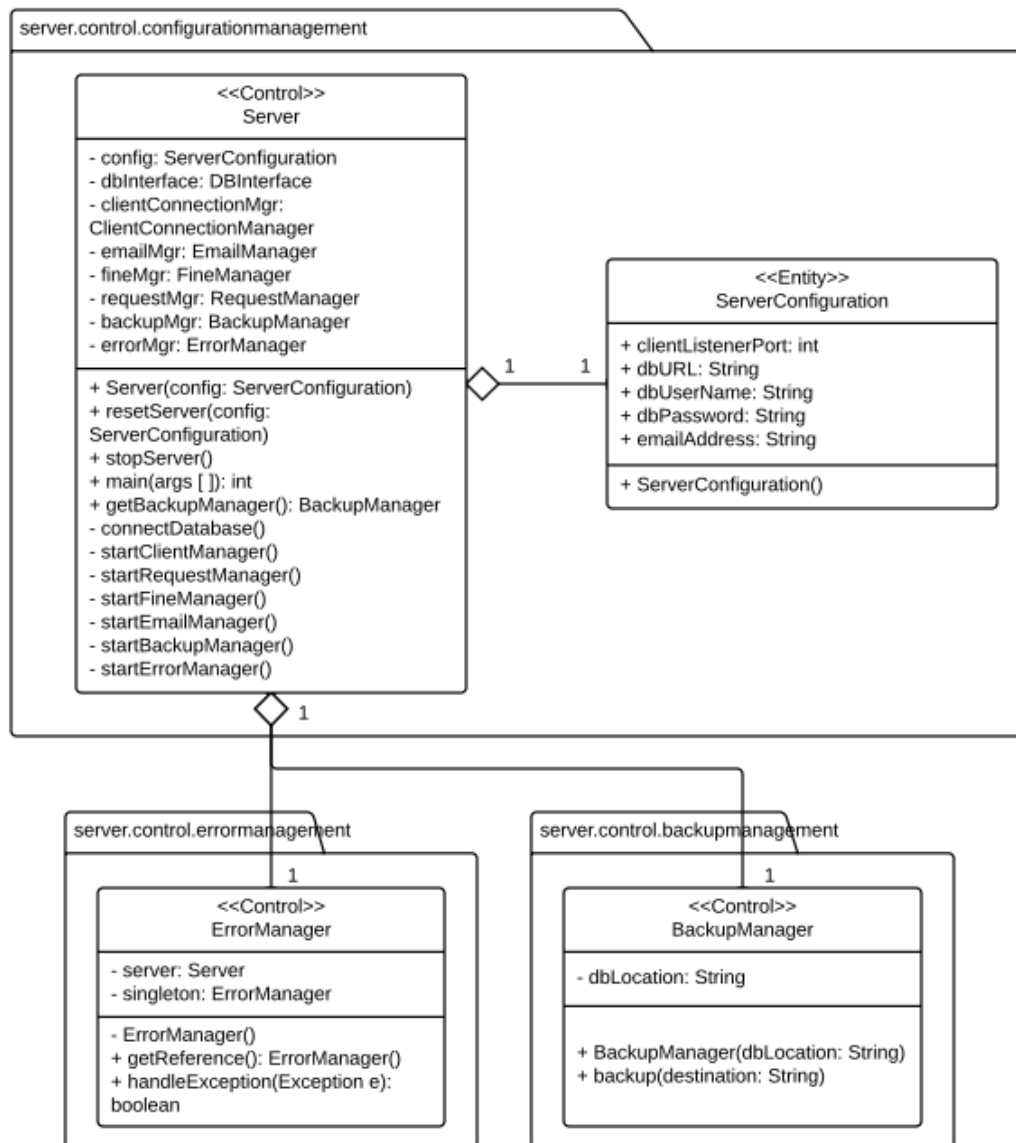 server.control.configurationmanagement
<<Control>>
Server
- config: ServerConfiguration
- dbInterface: DBInterface
- clientConnectionMgr:
ClientConnectionManager
- emailMgr: EmailManager
- fineMgr: FineManager
- requestMgr: RequestManager
- backupMgr: BackupManager
- errorMgr: ErrorManager
+ Server(config: ServerConfiguration)
+ resetServer(config:
ServerConfiguration)
+ stopServer()
+ main(args [ ]): int
+ getBackupManager(): BackupManager
- connectDatabase()
- startClientManager()
- startRequestManager()
- startFineManager()
- startEmailManager()
- startBackupManager()
- startErrorManager()
1
1
<<Entity>>
ServerConfiguration
+ clientListenerPort: int
+ dbURL: String
+ dbUserName: String
+ dbPassword: String
+ emailAddress: String
+ ServerConfiguration()
1
server.control.errormanagement
1
<<Control>>
ErrorManager
- server: Server
- singleton: ErrorManager
- ErrorManager()
+ getReference(): ErrorManager()
+ handleException(Exception e):
boolean
server.control.backupmanagement
1
<<Control>>
BackupManager
- dbLocation: String
+ BackupManager(dbLocation: String)
+ backup(destination: String)